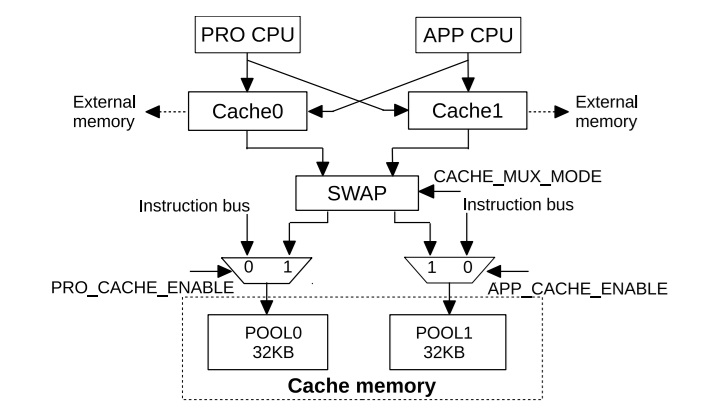 PRO CPU
APP CPU
External
memory
Cache0
Cache1
External
memory
SWAP
CACHE_MUX_MODE
Instruction bus
Instruction bus
0 1
1 0
PRO_CACHE_ENABLE
APP_CACHE_ENABLE
POOL0
32KB
POOL1
32KB
Cache memory